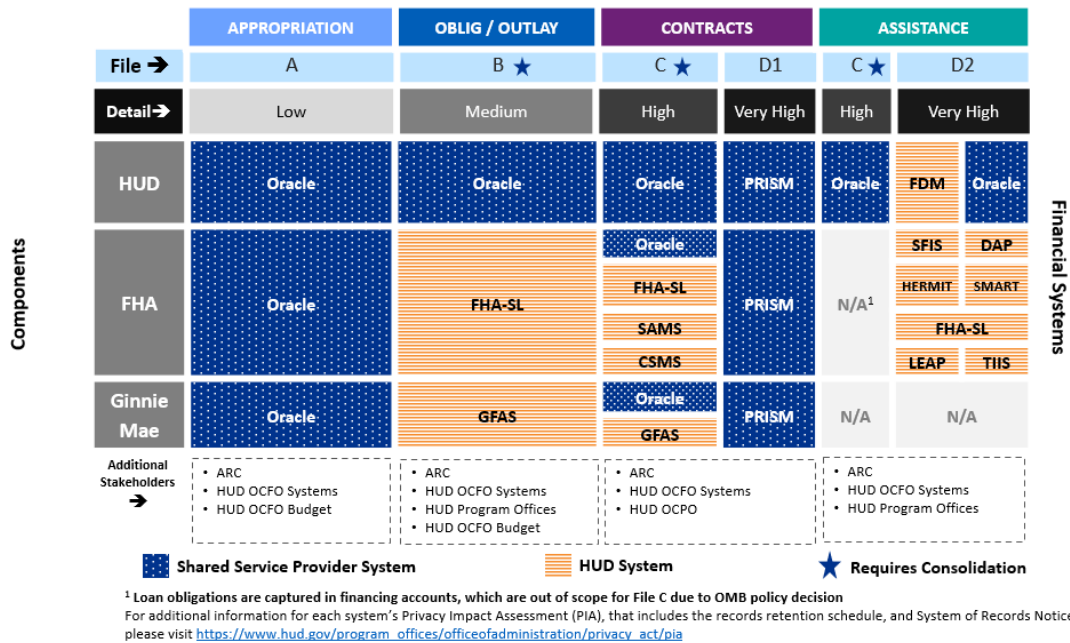 APPROPRIATION OBLIG / OUTLAY CONTRACTS ASSISTANCE
File ➔ A B ★ C ★ D1 C ★ D2
Detail➔ Low Medium High Very High High Very High
HUD Oracle Oracle Oracle PRISM Oracle FDM Oracle
FHA Oracle FHA-SL Oracle FHA-SL SAMS CSMS PRISM N/A¹
SFIS DAP
HERMIT SMART
FHA-SL
LEAP TIIS
Ginnie
Mae
Oracle GFAS Oracle GFAS PRISM N/A N/A
Components
Financial Systems
Additional
Stakeholders
➔
• ARC
• HUD OCFO Systems
• HUD OCFO Budget
• ARC
• HUD OCFO Systems
• HUD Program Offices
• HUD OCFO Budget
• ARC
• HUD OCFO Systems
• HUD OCPO
• ARC
• HUD OCFO Systems
• HUD Program Offices
Shared Service Provider System HUD System ★ Requires Consolidation
¹ Loan obligations are captured in financing accounts, which are out of scope for File C due to OMB policy decision
For additional information for each system's Privacy Impact Assessment (PIA), that includes the records retention schedule, and System of Records Notice
please visit https://www.hud.gov/program_offices/officeofadministration/privacy_act/pia